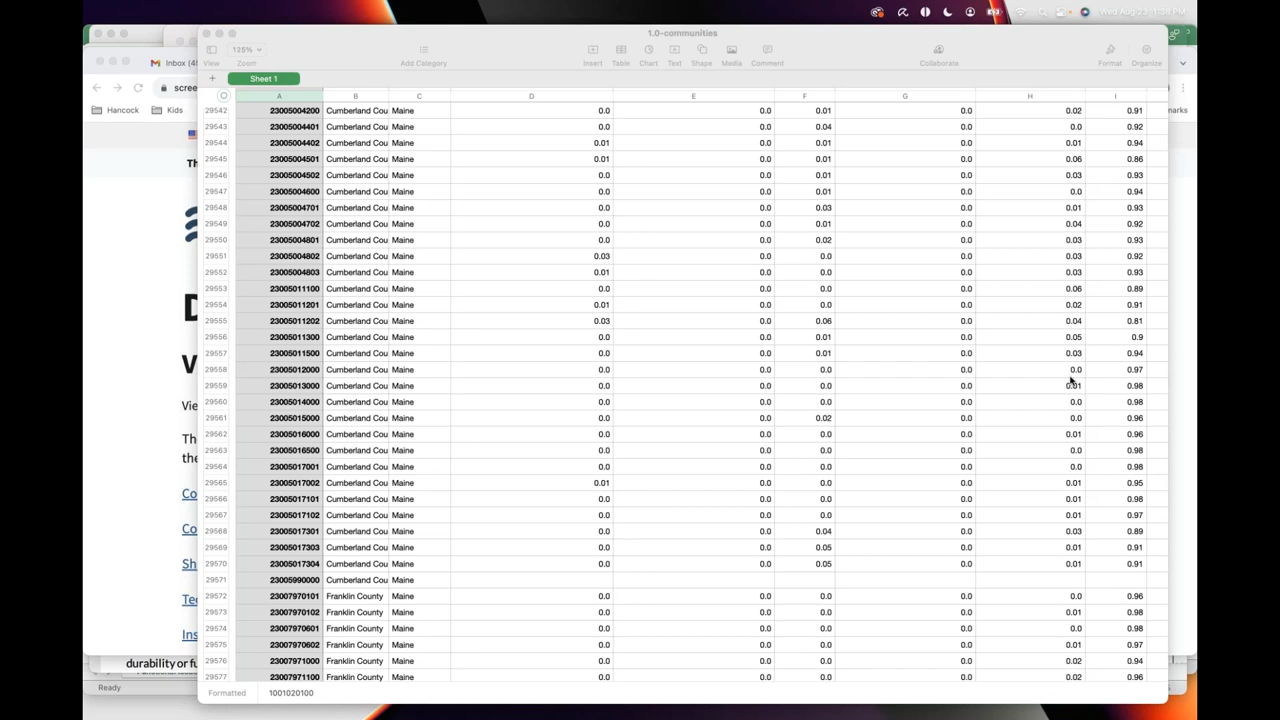 Wed Aug 23 1:38 PM
1.0-communities
126%
View Zoom Add Category Insert Table Chart Text Shape Media Comment Collaborate Format Organize
Sheet 1
A B C D E F G H I
29542 23005004200 Cumberland Cou Maine 0.0 0.0 0.01 0.0 0.02 0.91
29543 23005004401 Cumberland Cou Maine 0.0 0.0 0.04 0.0 0.0 0.92
29544 23005004402 Cumberland Cou Maine 0.01 0.0 0.01 0.0 0.01 0.94
29545 23005004501 Cumberland Cou Maine 0.01 0.0 0.01 0.0 0.06 0.86
29546 23005004502 Cumberland Cou Maine 0.0 0.0 0.01 0.0 0.03 0.93
29547 23005004600 Cumberland Cou Maine 0.0 0.0 0.01 0.0 0.0 0.94
29548 23005004701 Cumberland Cou Maine 0.0 0.0 0.03 0.0 0.01 0.93
29549 23005004702 Cumberland Cou Maine 0.0 0.0 0.01 0.0 0.04 0.92
29550 23005004801 Cumberland Cou Maine 0.0 0.0 0.02 0.0 0.03 0.93
29551 23005004802 Cumberland Cou Maine 0.03 0.0 0.0 0.0 0.03 0.92
29552 23005004803 Cumberland Cou Maine 0.01 0.0 0.0 0.0 0.03 0.93
29553 23005011100 Cumberland Cou Maine 0.0 0.0 0.0 0.0 0.06 0.89
29554 23005011201 Cumberland Cou Maine 0.01 0.0 0.0 0.0 0.02 0.91
29555 23005011202 Cumberland Cou Maine 0.03 0.0 0.06 0.0 0.04 0.81
29556 23005011300 Cumberland Cou Maine 0.0 0.0 0.01 0.0 0.05 0.9
29557 23005011500 Cumberland Cou Maine 0.0 0.0 0.01 0.0 0.03 0.94
29558 23005012000 Cumberland Cou Maine 0.0 0.0 0.0 0.0 0.0 0.97
29559 23005013000 Cumberland Cou Maine 0.0 0.0 0.0 0.0 0.01 0.98
29560 23005014000 Cumberland Cou Maine 0.0 0.0 0.0 0.0 0.0 0.98
29561 23005015000 Cumberland Cou Maine 0.0 0.0 0.02 0.0 0.0 0.96
29562 23005016000 Cumberland Cou Maine 0.0 0.0 0.0 0.0 0.01 0.96
29563 23005016500 Cumberland Cou Maine 0.0 0.0 0.0 0.0 0.0 0.98
29564 23005017001 Cumberland Cou Maine 0.0 0.0 0.0 0.0 0.0 0.98
29565 23005017002 Cumberland Cou Maine 0.01 0.0 0.0 0.0 0.01 0.95
29566 23005017101 Cumberland Cou Maine 0.0 0.0 0.0 0.0 0.01 0.98
29567 23005017102 Cumberland Cou Maine 0.0 0.0 0.0 0.0 0.01 0.97
29568 23005017301 Cumberland Cou Maine 0.0 0.0 0.04 0.0 0.03 0.89
29569 23005017303 Cumberland Cou Maine 0.0 0.0 0.05 0.0 0.01 0.91
29570 23005017304 Cumberland Cou Maine 0.0 0.0 0.05 0.0 0.01 0.91
29571 23005990000 Cumberland Cou Maine
29572 23007970101 Franklin County Maine 0.0 0.0 0.0 0.0 0.0 0.96
29573 23007970102 Franklin County Maine 0.0 0.0 0.0 0.0 0.01 0.98
29574 23007970601 Franklin County Maine 0.0 0.0 0.0 0.0 0.0 0.98
29575 23007970602 Franklin County Maine 0.0 0.0 0.0 0.0 0.01 0.97
29576 23007971000 Franklin County Maine 0.0 0.0 0.0 0.0 0.02 0.94
29577 23007971100 Franklin County Maine 0.0 0.0 0.0 0.0 0.02 0.96
Formatted 1001020100
Inbox (4
scree
Hancock Kids
marks
Th
D
V
Vie
The
the
Co
Co
Sh
Tec
Ins
durability or fu
Ready